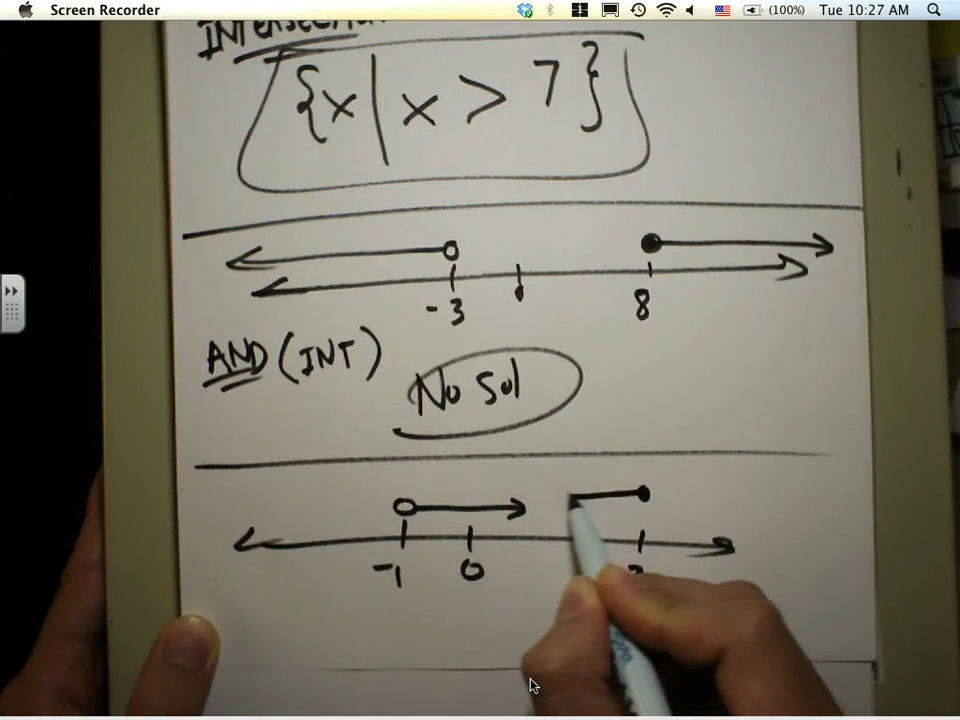 Screen Recorder (100%) Tue 10:27 AM
{x|x > 7}
-3 8
AND (INT)
No Sol
-1 0